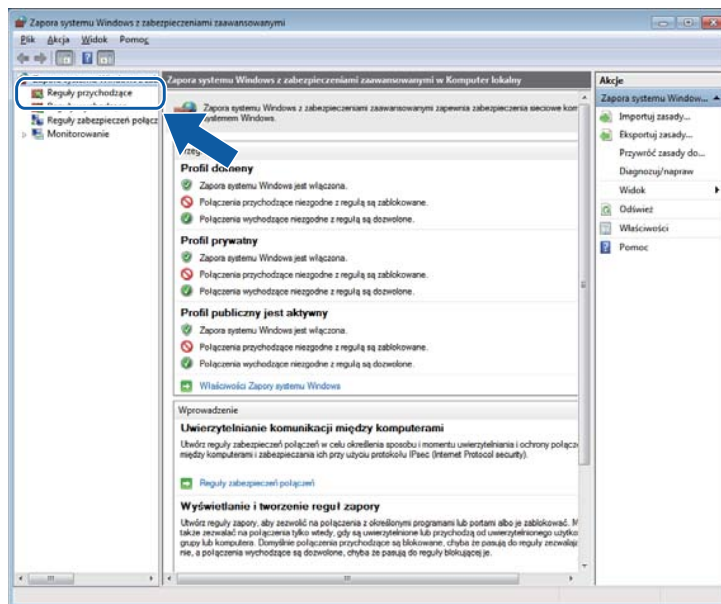 Zapora systemu Windows z zabezpieczeniami zaawansowanymi
Plik Akcja Widok Pomoc
Reguły przychodzące
Reguły zabezpieczeń połącz
Monitorowanie
Zapora systemu Windows z zabezpieczeniami zaawansowanymi w Komputer lokalny
Zapora systemu Windows z zabezpieczeniami zaawansowanymi zapewnia zabezpieczenia sieciowe kom
systemem Windows.
Profil domeny
Zapora systemu Windows jest włączona.
Połączenia przychodzące niezgodne z regułą są zablokowane.
Połączenia wychodzące niezgodne z regułą są dozwolone.
Profil prywatny
Zapora systemu Windows jest włączona.
Połączenia przychodzące niezgodne z regułą są zablokowane.
Połączenia wychodzące niezgodne z regułą są dozwolone.
Profil publiczny jest aktywny
Zapora systemu Windows jest włączona.
Połączenia przychodzące niezgodne z regułą są zablokowane.
Połączenia wychodzące niezgodne z regułą są dozwolone.
Właściwości Zapory systemu Windows
Wprowadzenie
Uwierzytelnianie komunikacji między komputerami
Utwórz reguły zabezpieczeń połączeń w celu określenia sposobu i momentu uwierzytelniania i ochrony połącze
między komputerami i zabezpieczania ich przy użyciu protokołu IPsec (Internet Protocol security).
Reguły zabezpieczeń połączeń
Wyświetlanie i tworzenie reguł zapory
Utwórz reguły zapory, aby zezwolić na połączenia z określonymi programami lub portami albo je zablokować. M
także zezwalać na połączenia tylko wtedy, gdy są uwierzytelnione lub przychodzą od uwierzytelnionego użytko
grupy lub komputera. Domyślnie połączenia przychodzące są blokowane, chyba że pasują do reguły zezwalając
nie, a połączenia wychodzące są dozwolone, chyba że pasują do reguły blokującej je.
Akcje
Zapora systemu Window...
Importuj zasady...
Eksportuj zasady...
Przywróć zasady do...
Diagnozuj/napraw
Widok
Odśwież
Właściwości
Pomoc